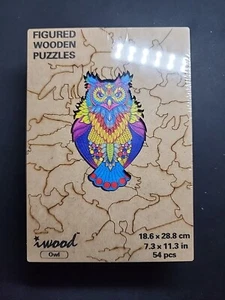 FIGURED
WOODEN
PUZZLES
18.6 x 28.8 cm
7.3 x 11.3 in
54 pcs
iwood
Owl